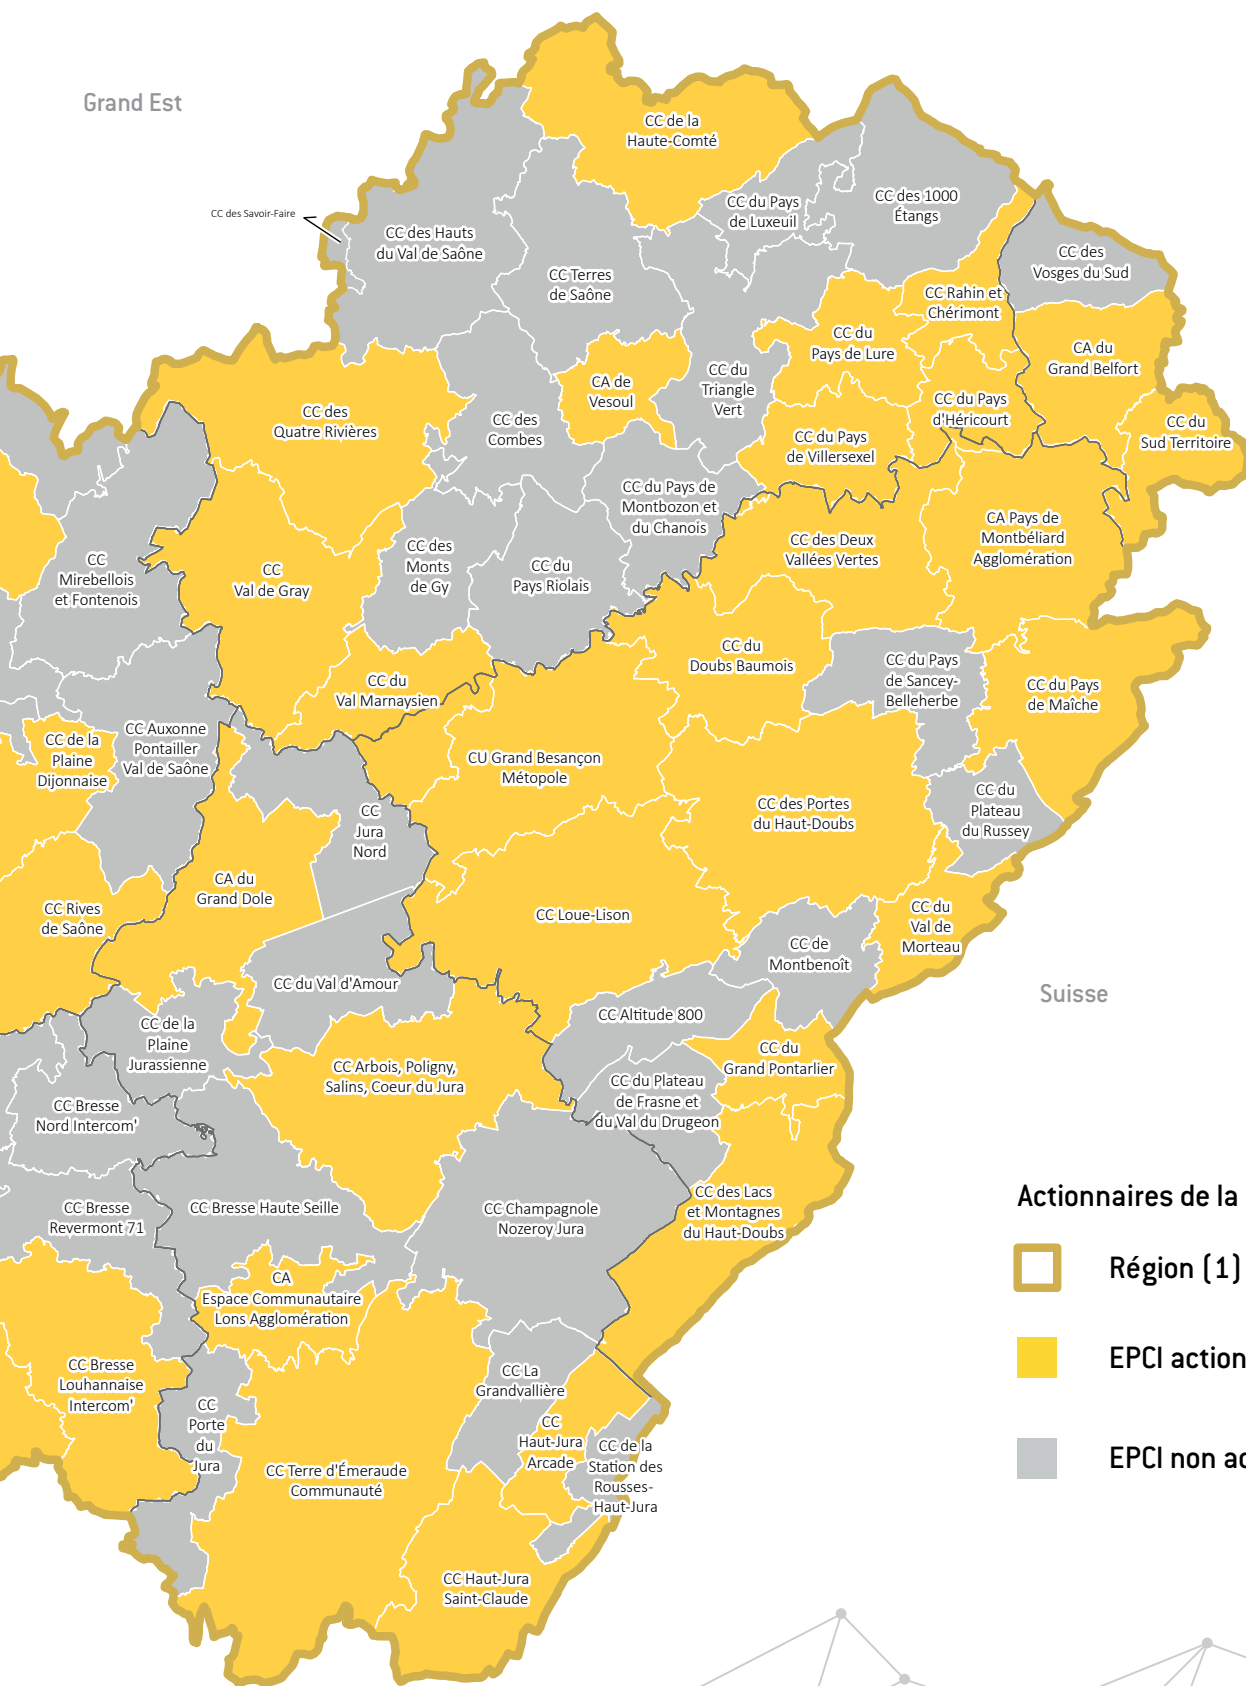 Grand Est
CC de la
Haute-Comté
CC des Savoir-Faire
CC des Hauts
du Val de Saône
CC du Pays
de Luxeuil
CC des 1000
Étangs
CC Terres
de Saône
CC des
Vosges du Sud
CC Rahin et
Chérimont
CC du
Pays de Lure
CA du
Grand Belfort
CA de
Vesoul
CC du
Triangle
Vert
CC des
Quatre Rivières
CC des
Combes
CC du Pays
d'Héricourt
CC du
Sud Territoire
CC du Pays
de Villersexel
CC du Pays de
Montbozon et
du Chanois
CA Pays de
Montbéliard
Agglomération
CC des Deux
Vallées Vertes
CC
Mirebellois
et Fontenois
CC
Val de Gray
CC des
Monts
de Gy
CC du
Pays Riolais
CC du
Doubs Baumois
CC du Pays
de Sancey-
Belleherbe
CC du Pays
de Maîche
CC du
Val Marnaysien
CC de la
Plaine
Dijonnaise
CC Auxonne
Pontailler
Val de Saône
CU Grand Besançon
Métopole
CC des Portes
du Haut-Doubs
CC du
Plateau
du Russey
CC
Jura
Nord
CA du
Grand Dole
CC Rives
de Saône
CC Loue-Lison
CC du
Val de
Morteau
CC de
Montbenoît
CC du Val d'Amour
Suisse
CC Altitude 800
CC de la
Plaine
Jurassienne
CC Arbois, Poligny,
Salins, Coeur du Jura
CC du
Grand Pontarlier
CC du Plateau
de Frasne et
du Val du Drugeon
CC Bresse
Nord Intercom'
CC Bresse
Revermont 71
CC Bresse Haute Seille
CC Champagnole
Nozeroy Jura
CC des Lacs
et Montagnes
du Haut-Doubs
CA
Espace Communautaire
Lons Agglomération
CC Bresse
Louhannaise
Intercom'
CC
Porte
du
Jura
CC La
Grandvallière
CC
Haut-Jura
Arcade
CC de la
Station des
Rousses-
Haut-Jura
CC Terre d'Émeraude
Communauté
CC Haut-Jura
Saint-Claude
Actionnaires de la
Région (1)
EPCI action
EPCI non ac